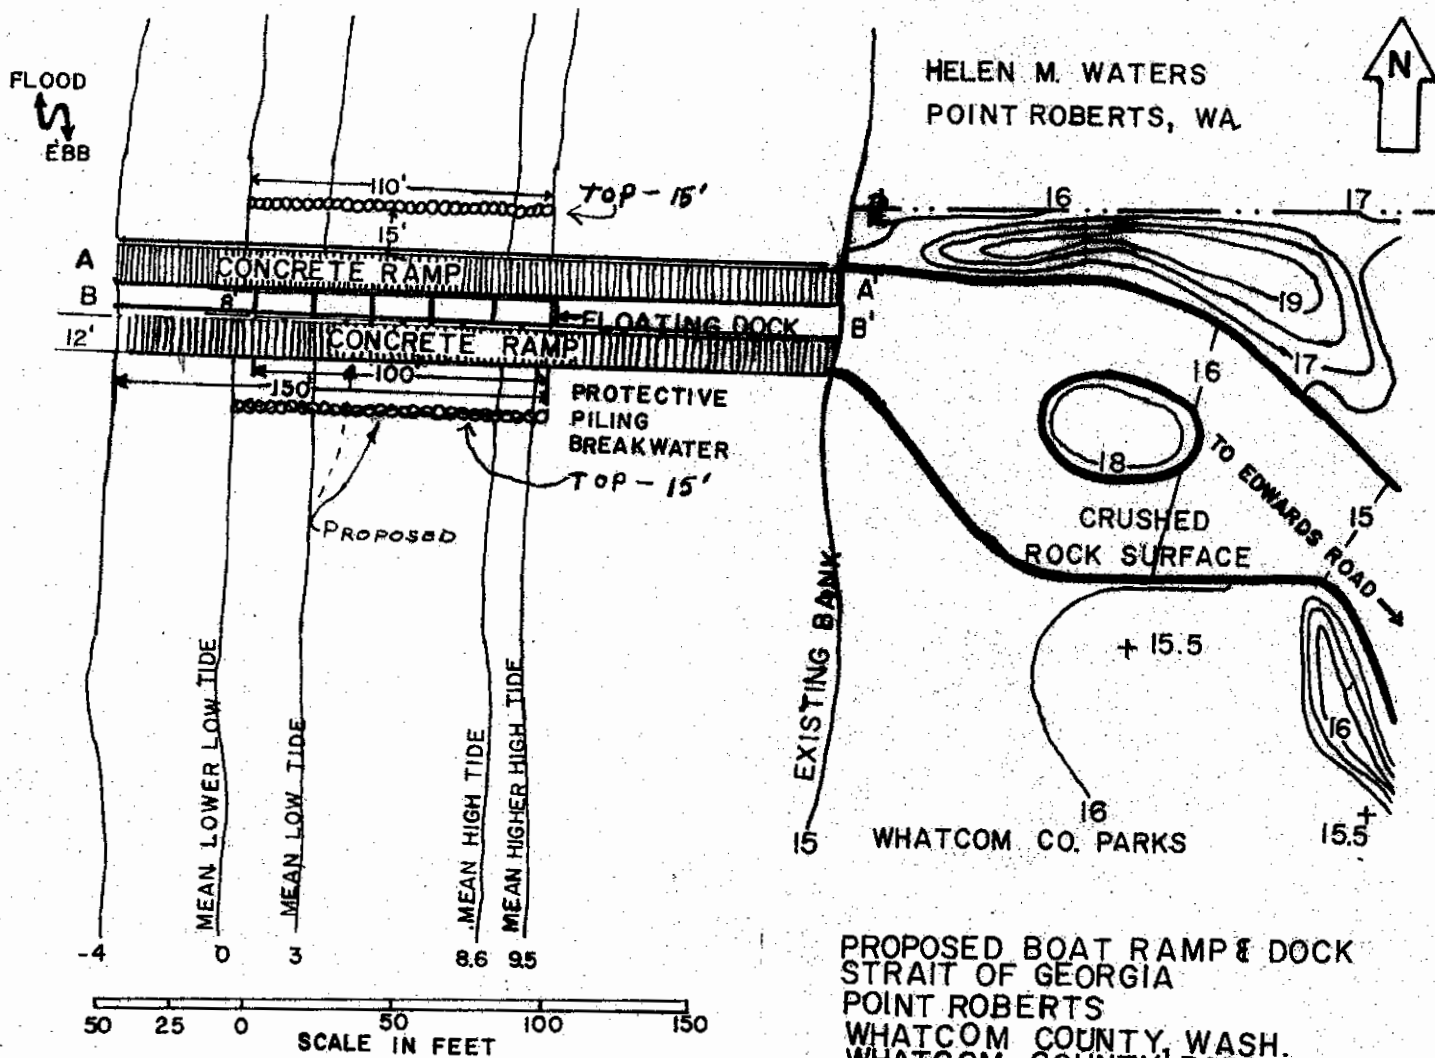 FLOOD
EBB
HELEN M. WATERS
POINT ROBERTS, WA.
N
110'
TOP - 15'
15'
16
17
A
CONCRETE RAMP
A'
B
8'
FLOATING DOCK
B'
12'
CONCRETE RAMP
100'
150'
PROTECTIVE
PILING
BREAKWATER
TOP - 15'
PROPOSED
19
17
16
18
TO EDWARDS ROAD
15
CRUSHED
ROCK SURFACE
+ 15.5
16
16
15.5
+
EXISTING BANK
15
WHATCOM CO. PARKS
MEAN LOWER LOW TIDE
MEAN LOW TIDE
MEAN HIGH TIDE
MEAN HIGHER HIGH TIDE
-4 0 3 8.6 9.5
50 25 0 50 100 150
SCALE IN FEET
PROPOSED BOAT RAMP & DOCK
STRAIT OF GEORGIA
POINT ROBERTS
WHATCOM COUNTY, WASH.
WHATCOM COUNTY